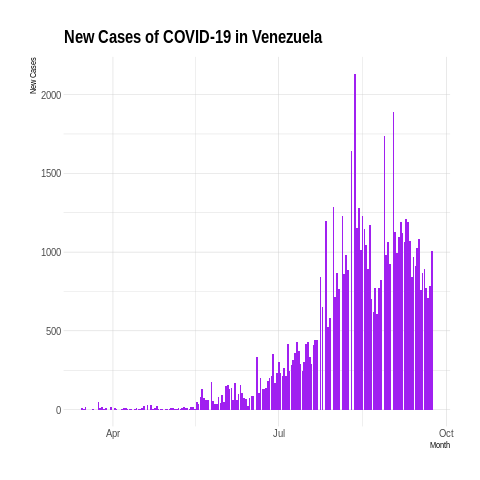 New Cases of COVID-19 in Venezuela
New Cases
2000
1500
1000
500
0
Apr
Jul
Oct
Month